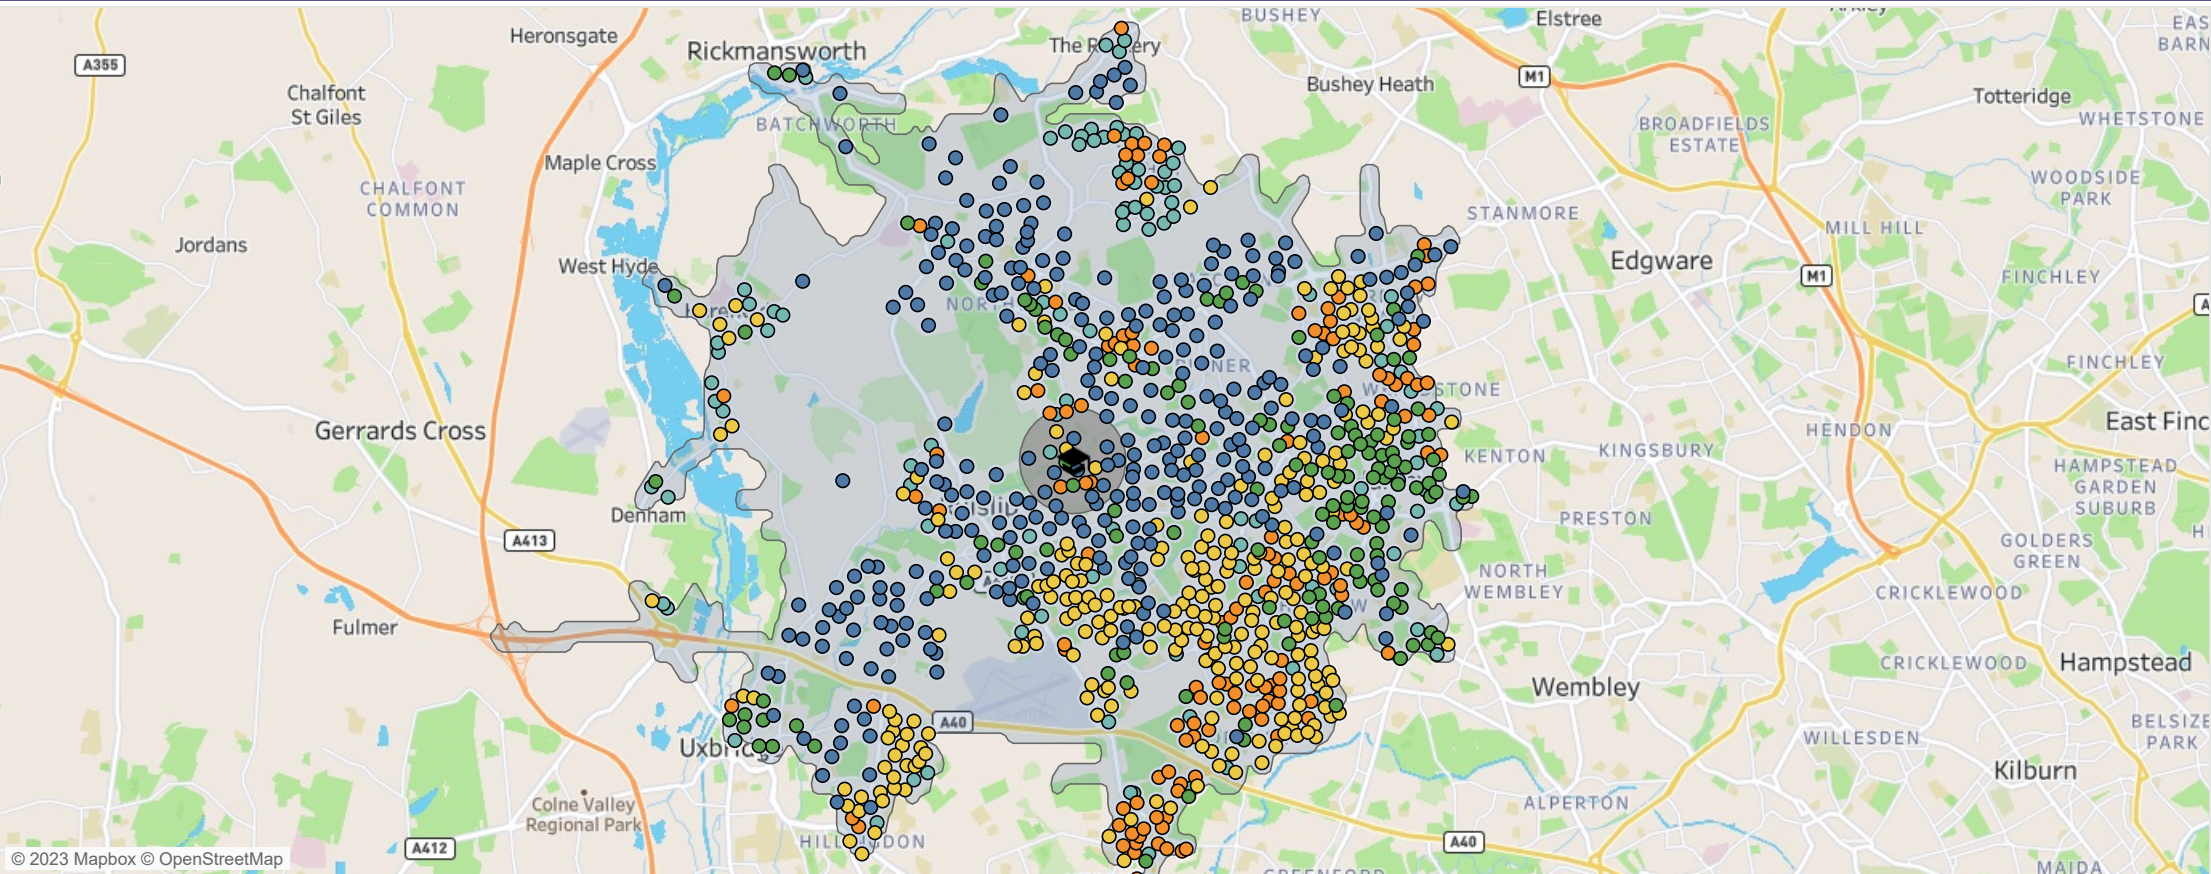 BUSHEY
Elstree
EAS
BARN
Heronsgate
Rickmansworth
A355
M1
Bushey Heath
Chalfont
St Giles
Totteridge
WHETSTONE
BATCHWORTH
BROADFIELDS
ESTATE
Maple Cross
CHALFONT
COMMON
WOODSIDE
PARK
STANMORE
MILL HILL
Jordans
Edgware
West Hyde
M1
FINCHLEY
A
FINCHLEY
Gerrards Cross
HENDON
East Finc
KENTON
KINGSBURY
HAMPSTEAD
GARDEN
SUBURB
Denham
PRESTON
A413
GOLDERS
GREEN
NORTH
WEMBLEY
CRICKLEWOOD
Fulmer
CRICKLEWOOD
Hampstead
Wembley
A40
BELSIZE
PARK
WILLESDEN
Kilburn
Colne Valley
Regional Park
ALPERTON
A412
A40
© 2023 Mapbox © OpenStreetMap
MAIDA